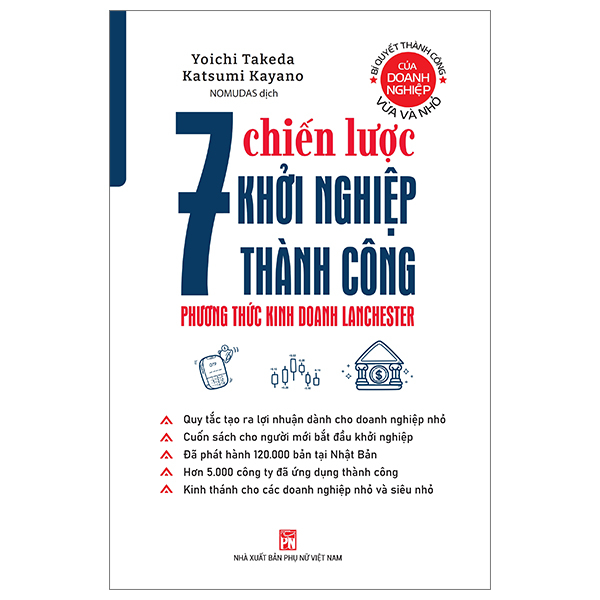 Yoichi Takeda
Katsumi Kayano
NOMUDAS dịch
BÍ QUYẾT THÀNH CÔNG
CỦA
DOANH
NGHIỆP
VỪA VÀ NHỎ
7 chiến lược
KHỞI NGHIỆP
THÀNH CÔNG
PHƯƠNG THỨC KINH DOANH LANCHESTER
Quy tắc tạo ra lợi nhuận dành cho doanh nghiệp nhỏ
Cuốn sách cho người mới bắt đầu khởi nghiệp
Đã phát hành 120.000 bản tại Nhật Bản
Hơn 5.000 công ty đã ứng dụng thành công
Kinh thánh cho các doanh nghiệp nhỏ và siêu nhỏ
PN
NHÀ XUẤT BẢN PHỤ NỮ VIỆT NAM